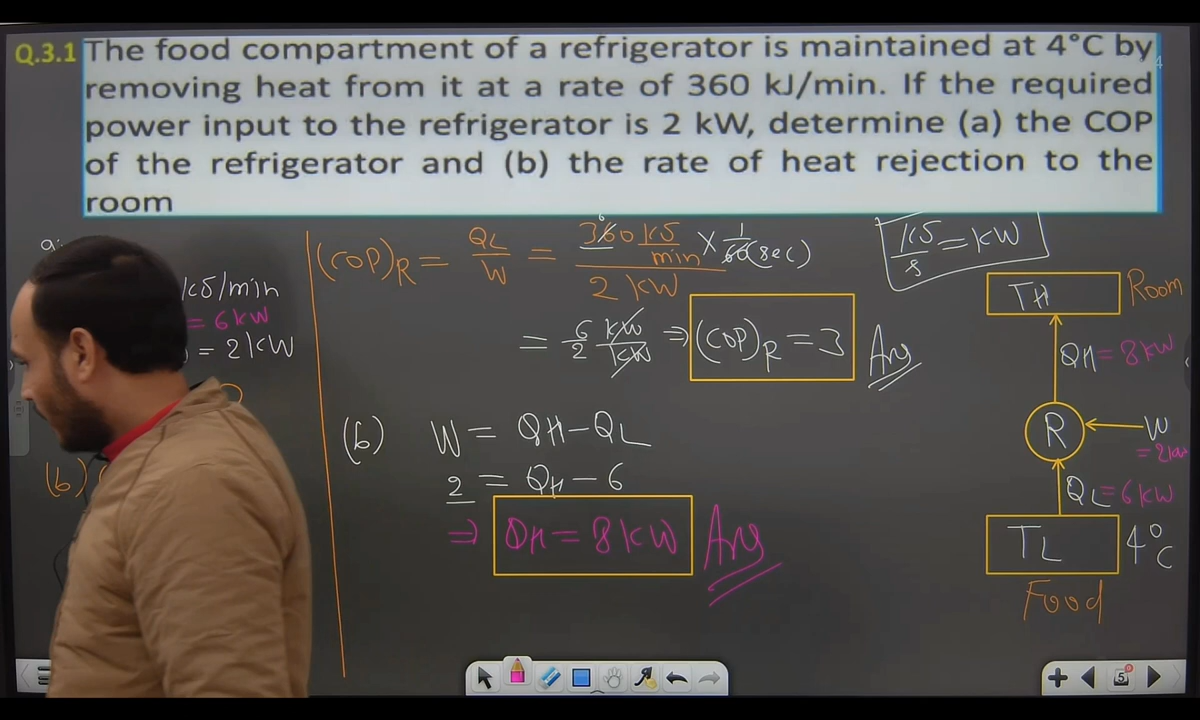 Q.3.1 The food compartment of a refrigerator is maintained at 4°C by
removing heat from it at a rate of 360 kJ/min. If the required
power input to the refrigerator is 2 kW, determine (a) the COP
of the refrigerator and (b) the rate of heat rejection to the
room
kJ/min
= 6 kW
= 2 kW
(b)
(COP)R = QL/W = 360 kJ/min × 1/60(sec) / 2 kW
6
= 6/2 kW/kW ⇒ (COP)R = 3 Ans
(b) W = QH - QL
2 = QH - 6
⇒ QH = 8 kW Ans
kJ/s = kW
TH Room
QH = 8 kW
R W
= 2 kW
QL = 6 kW
TL 4°C
Food
5